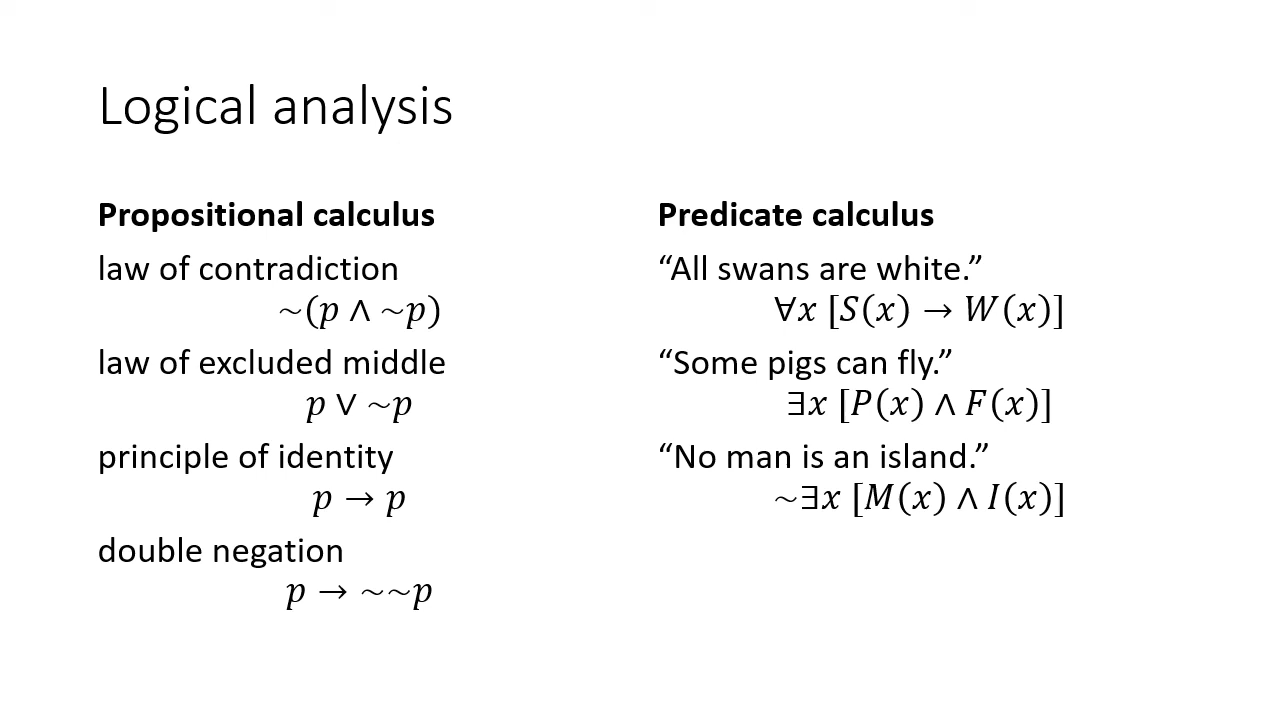 Logical analysis
Propositional calculus
law of contradiction
~(𝑝 ∧ ~𝑝)
law of excluded middle
𝑝 ∨ ~𝑝
principle of identity
𝑝 → 𝑝
double negation
𝑝 → ~~𝑝
Predicate calculus
“All swans are white.”
∀𝑥 [𝑆(𝑥) → 𝑊(𝑥)]
“Some pigs can fly.”
∃𝑥 [𝑃(𝑥) ∧ 𝐹(𝑥)]
“No man is an island.”
~∃𝑥 [𝑀(𝑥) ∧ 𝐼(𝑥)]